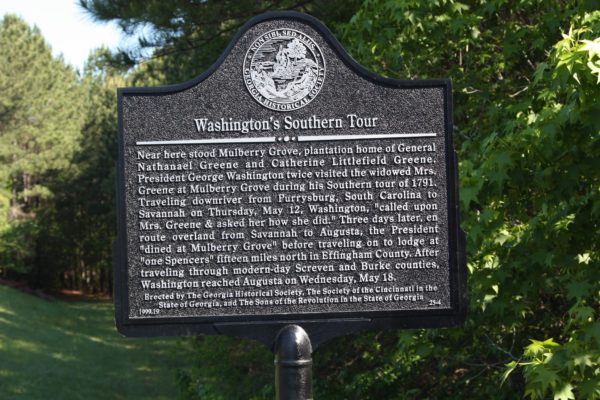 NON SIBI SED ALIIS
GEORGIA HISTORICAL SOCIETY
Washington's Southern Tour
Near here stood Mulberry Grove, plantation home of General
Nathanael Greene and Catherine Littlefield Greene.
President George Washington twice visited the widowed Mrs.
Greene at Mulberry Grove during his Southern tour of 1791.
Traveling downriver from Purrysburg, South Carolina to
Savannah on Thursday, May 12, Washington, "called upon
Mrs. Greene & asked her how she did." Three days later, en
route overland from Savannah to Augusta, the President
"dined at Mulberry Grove" before traveling on to lodge at
"one Spencers" fifteen miles north in Effingham County. After
traveling through modern-day Screven and Burke counties,
Washington reached Augusta on Wednesday, May 18.
Erected by The Georgia Historical Society, The Society of the Cincinnati in the
State of Georgia, and The Sons of the Revolution in the State of Georgia
1999.19 25-4